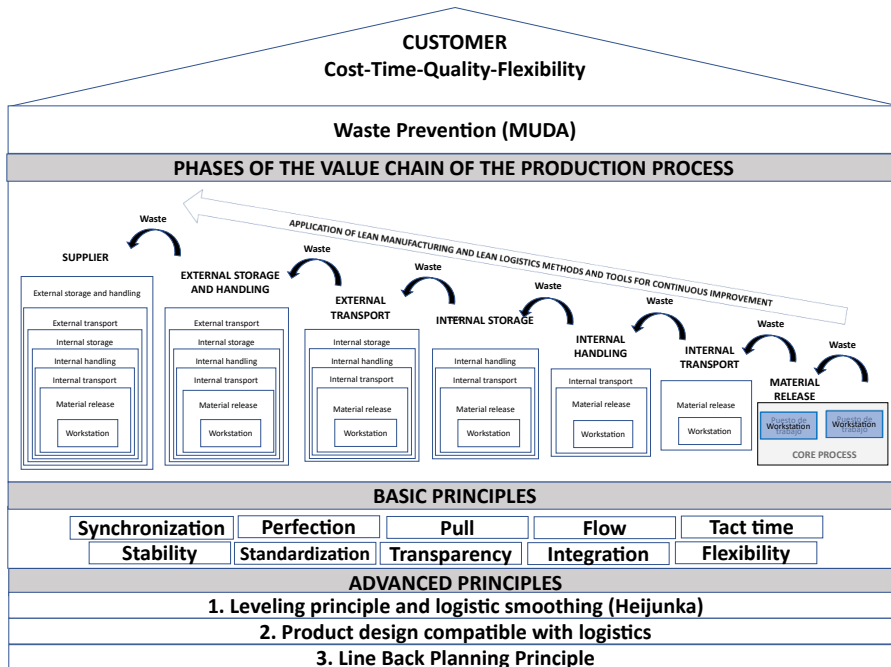 CUSTOMER
Cost-Time-Quality-Flexibility
Waste Prevention (MUDA)
PHASES OF THE VALUE CHAIN OF THE PRODUCTION PROCESS
APPLICATION OF LEAN MANUFACTURING AND LEAN LOGISTICS METHODS AND TOOLS FOR CONTINUOUS IMPROVEMENT
Waste
Waste
Waste
Waste
Waste
Waste
Waste
SUPPLIER
External storage and handling
External transport
Internal storage
Internal handling
Internal transport
Material release
Workstation
EXTERNAL STORAGE
AND HANDLING
External transport
Internal storage
Internal handling
Internal transport
Material release
Workstation
EXTERNAL
TRANSPORT
Internal storage
Internal handling
Internal transport
Material release
Workstation
INTERNAL STORAGE
Internal handling
Internal transport
Material release
Workstation
INTERNAL
HANDLING
Internal transport
Material release
Workstation
INTERNAL
TRANSPORT
Material release
Workstation
MATERIAL
RELEASE
Puesto de
trabajo
Workstation
Puesto de
trabajo
Workstation
CORE PROCESS
BASIC PRINCIPLES
Synchronization
Perfection
Pull
Flow
Tact time
Stability
Standardization
Transparency
Integration
Flexibility
ADVANCED PRINCIPLES
1. Leveling principle and logistic smoothing (Heijunka)
2. Product design compatible with logistics
3. Line Back Planning Principle